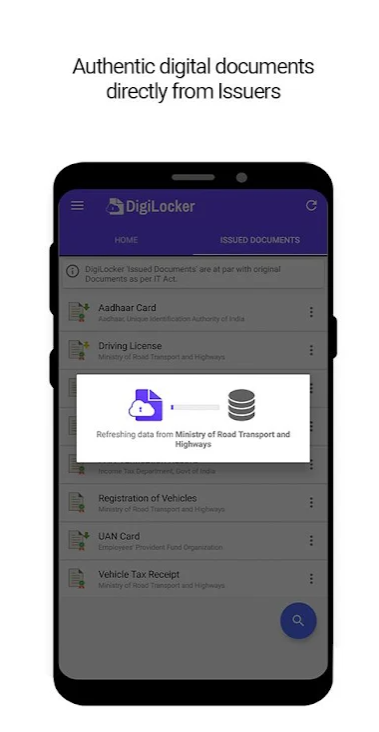 Authentic digital documents
directly from Issuers
DigiLocker
HOME
ISSUED DOCUMENTS
DigiLocker 'Issued Documents' are at par with original
Documents as per IT Act.
Aadhaar Card
Aadhaar, Unique Identification Authority of India
Driving License
Ministry of Road Transport and Highways
Refreshing data from Ministry of Road Transport and
Highways
Income Tax Department, Govt of India
Registration of Vehicles
Ministry of Road Transport and Highways
UAN Card
Employees' Provident Fund Organization
Vehicle Tax Receipt
Ministry of Road Transport and Highways